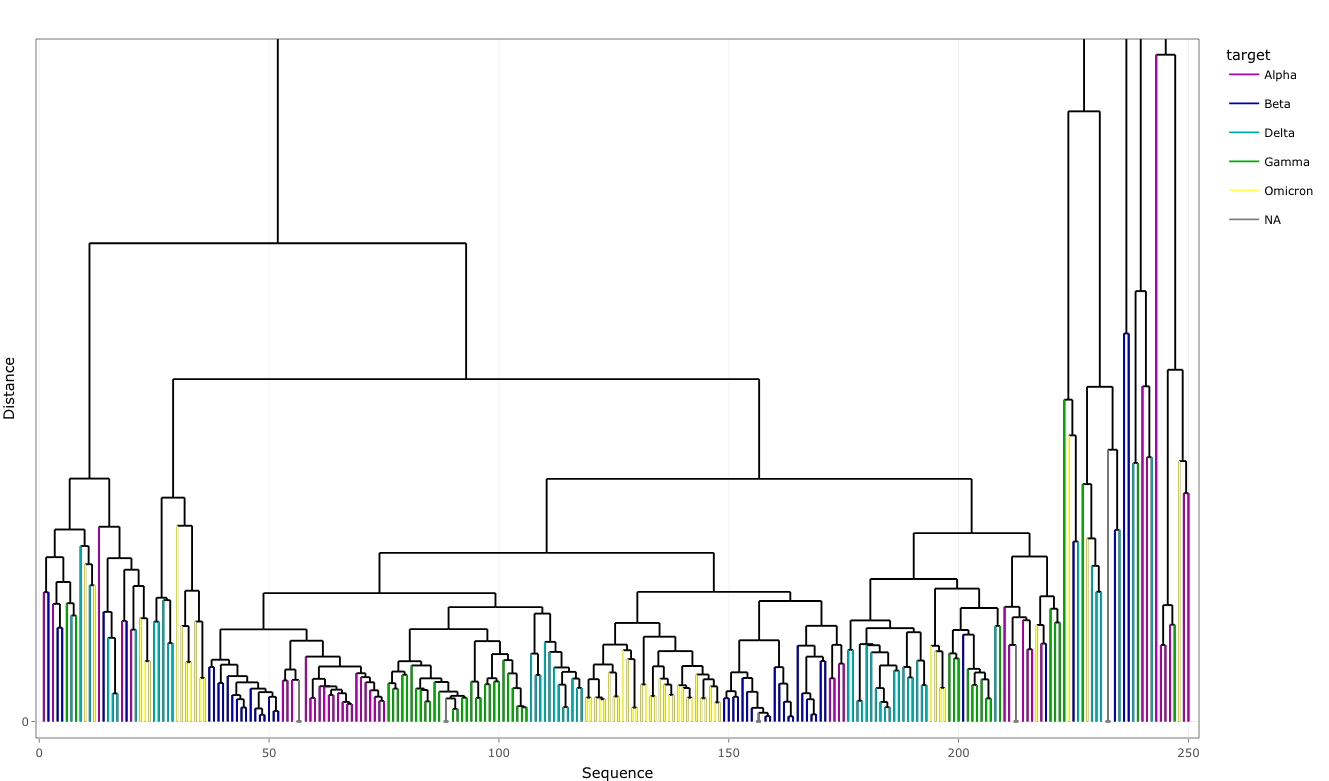 target
Alpha
Beta
Delta
Gamma
Omicron
NA
Distance
0
0
50
100
150
200
250
Sequence